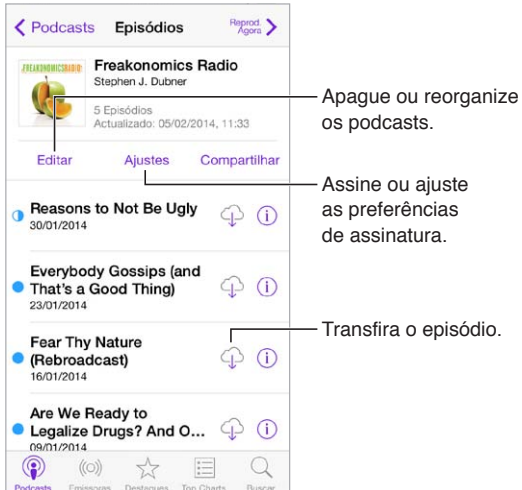 Podcasts
Episódios
Reprod.
Agora
FREAKONOMICSRADIO
Freakonomics Radio
Stephen J. Dubner
5 Episódios
Actualizado: 05/02/2014, 11:33
Editar
Ajustes
Compartilhar
Apague ou reorganize
os podcasts.
Assine ou ajuste
as preferências
de assinatura.
Reasons to Not Be Ugly
30/01/2014
Everybody Gossips (and
That's a Good Thing)
23/01/2014
Transfira o episódio.
Fear Thy Nature
(Rebroadcast)
16/01/2014
Are We Ready to
Legalize Drugs? And O...
09/01/2014
Podcasts
Emissoras
Destaques
Top Charts
Buscar